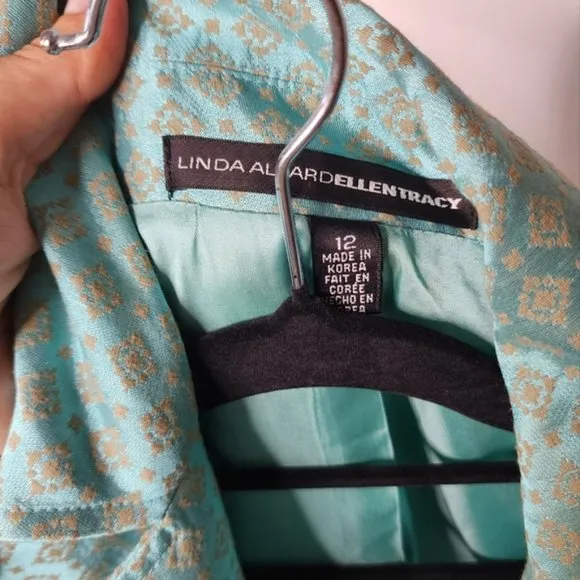 LINDA ALLARDELLENTRACY
12
MADE IN
KOREA
FAIT EN
CORÉE
HECHO EN